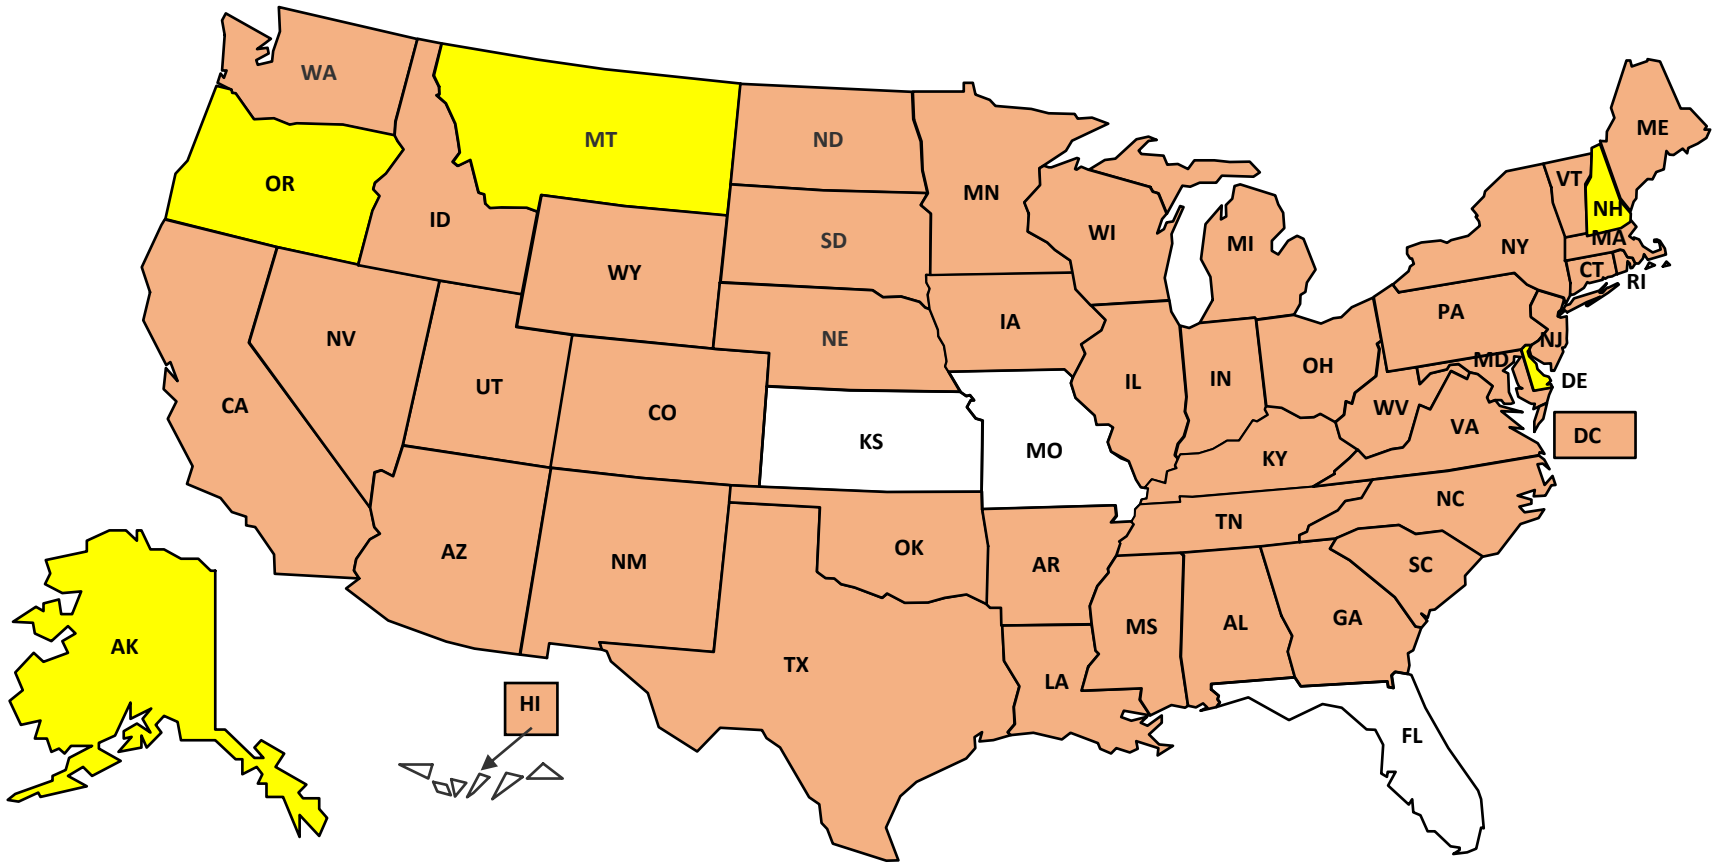 WA
MT
ND
MN
ME
OR
ID
SD
WI
MI
VT
NH
NY
MA
WY
CT
RI
NV
NE
IA
PA
NJ
UT
CO
IL
IN
OH
MD
DE
CA
KS
MO
WV
VA
DC
KY
NC
TN
AZ
NM
OK
AR
SC
MS
AL
GA
AK
TX
LA
HI
FL